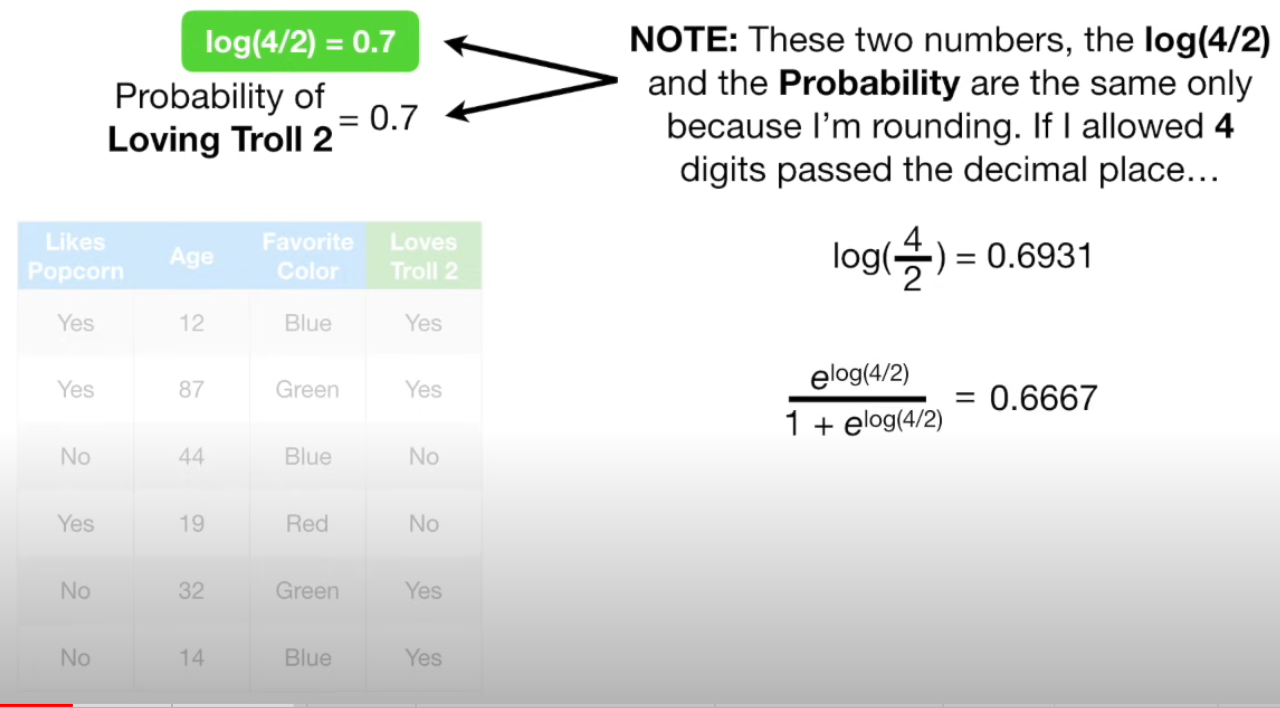 log(4/2) = 0.7
Probability of
Loving Troll 2 = 0.7
NOTE: These two numbers, the log(4/2)
and the Probability are the same only
because I’m rounding. If I allowed 4
digits passed the decimal place…
log(4/2) = 0.6931
e^log(4/2) / 1 + e^log(4/2) = 0.6667
Likes Popcorn Age Favorite Color Loves Troll 2
Yes 12 Blue Yes
Yes 87 Green Yes
No 44 Blue No
Yes 19 Red No
No 32 Green Yes
No 14 Blue Yes